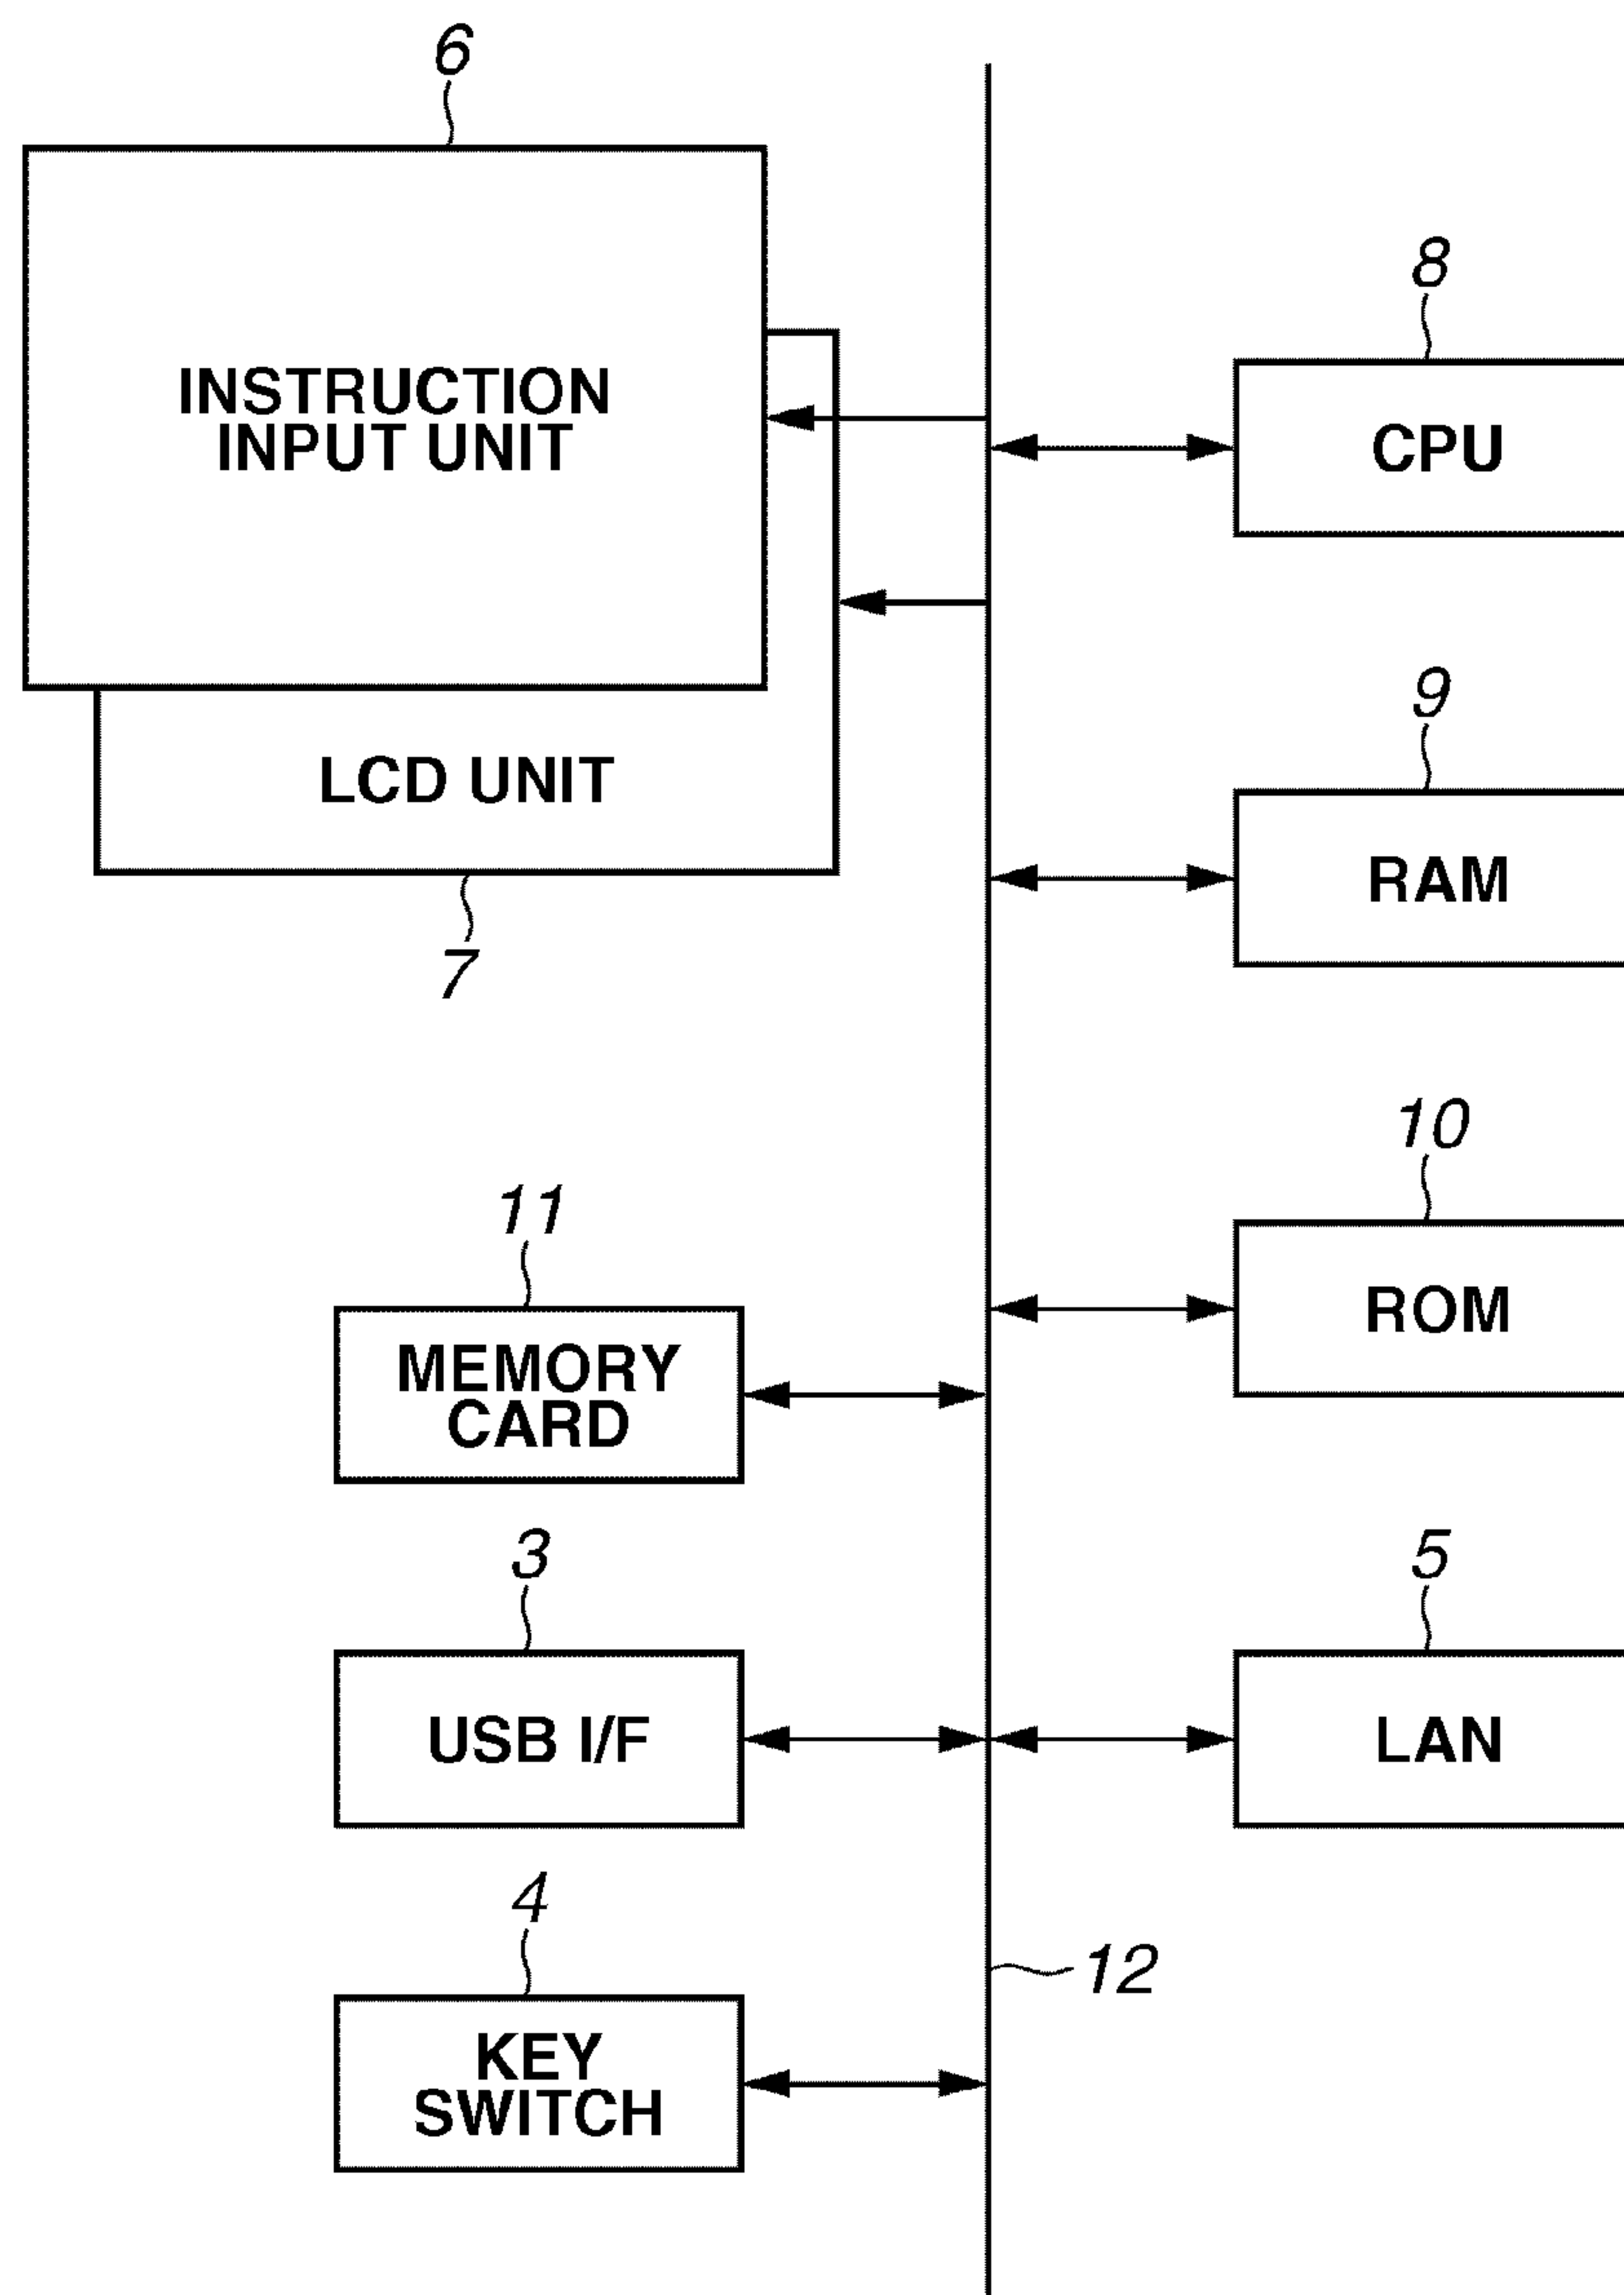 6
INSTRUCTION
INPUT UNIT
LCD UNIT
7
8
CPU
9
RAM
10
ROM
11
MEMORY
CARD
3
USB I/F
5
LAN
4
KEY
SWITCH
12